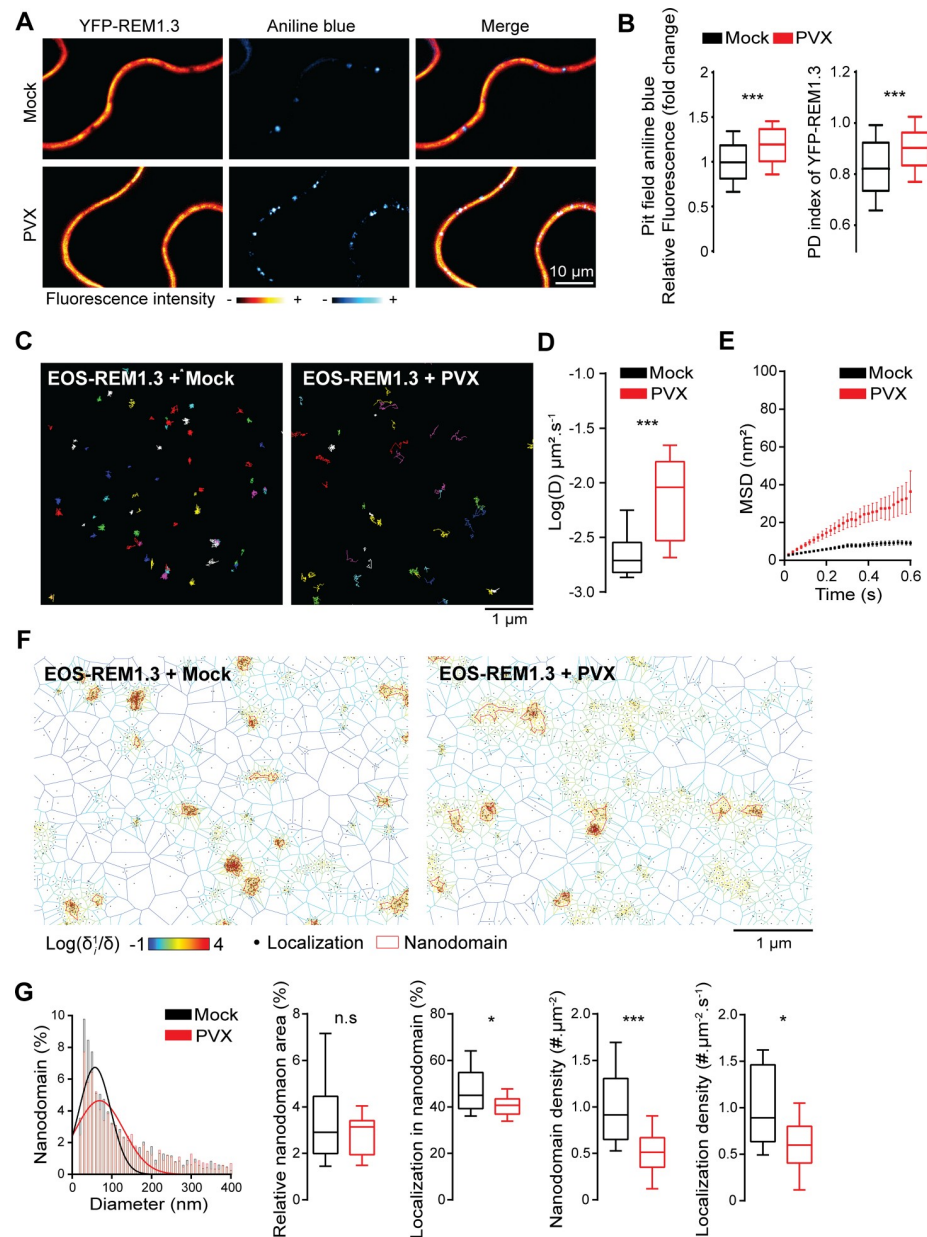 A
YFP-REM1.3
Aniline blue
Merge
Mock
PVX
10 µm
Fluorescence intensity
-
+
-
+
B
Mock
PVX
Pit field aniline blue
Relative Fluorescence (fold change)
2
1.5
1
0.5
0
***
PD index of YFP-REM1.3
1.2
1.0
0.8
0.6
***
C
EOS-REM1.3 + Mock
EOS-REM1.3 + PVX
1 µm
D
Mock
PVX
Log(D) µm².s⁻¹
-1.0
-1.5
-2.0
-2.5
-3.0
***
E
Mock
PVX
MSD (nm²)
100
80
60
40
20
0
0.2
0.4
0.6
Time (s)
F
EOS-REM1.3 + Mock
EOS-REM1.3 + PVX
Log(δ¹ᵢ/δ)
-1
4
Localization
Nanodomain
1 µm
G
Mock
PVX
Nanodomain (%)
10
8
6
4
2
0
0
100
200
300
400
Diameter (nm)
Relative nanodomaon area (%)
8
6
4
2
0
n.s
Localization in nanodomain (%)
80
60
40
20
0
*
Nanodomain density (#.µm⁻²)
2.0
1.5
1.0
0.5
0
***
Localization density (#.µm⁻².s⁻¹)
2.0
1.5
1.0
0.5
0
*